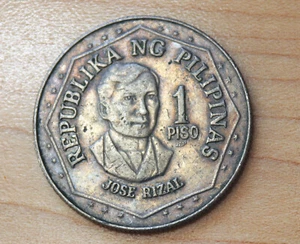 REPUBLIKA NG PILIPINAS
1
PISO
JOSE RIZAL